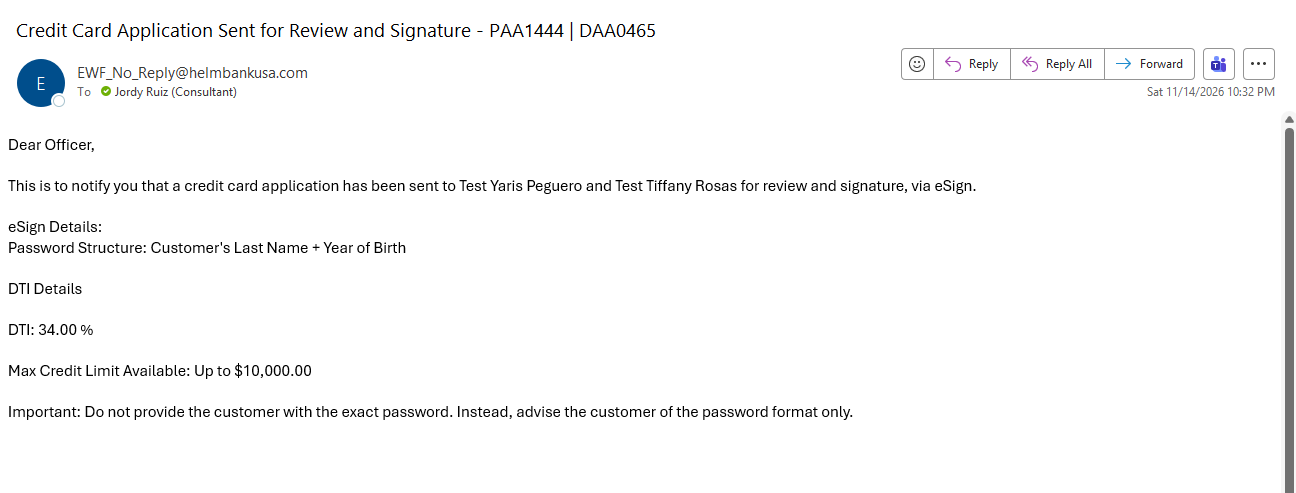 Credit Card Application Sent for Review and Signature - PAA1444 | DAA0465
E
EWF_No_Reply@helmbankusa.com
To Jordy Ruiz (Consultant)
Reply
Reply All
Forward
Sat 11/14/2026 10:32 PM
Dear Officer,
This is to notify you that a credit card application has been sent to Test Yaris Peguero and Test Tiffany Rosas for review and signature, via eSign.
eSign Details:
Password Structure: Customer's Last Name + Year of Birth
DTI Details
DTI: 34.00 %
Max Credit Limit Available: Up to $10,000.00
Important: Do not provide the customer with the exact password. Instead, advise the customer of the password format only.